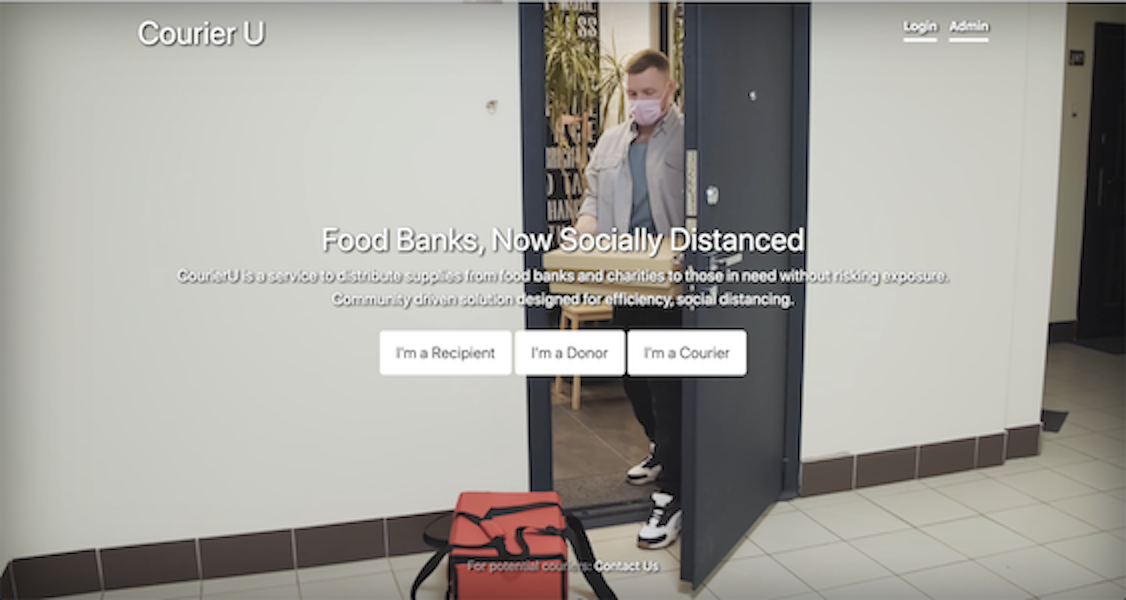 Courier U
Login Admin
Food Banks, Now Socially Distanced
CourierU is a service to distribute supplies from food banks and charities to those in need without risking exposure.
Community driven solution designed for efficiency, social distancing.
I'm a Recipient I'm a Donor I'm a Courier
For potential couriers: Contact Us